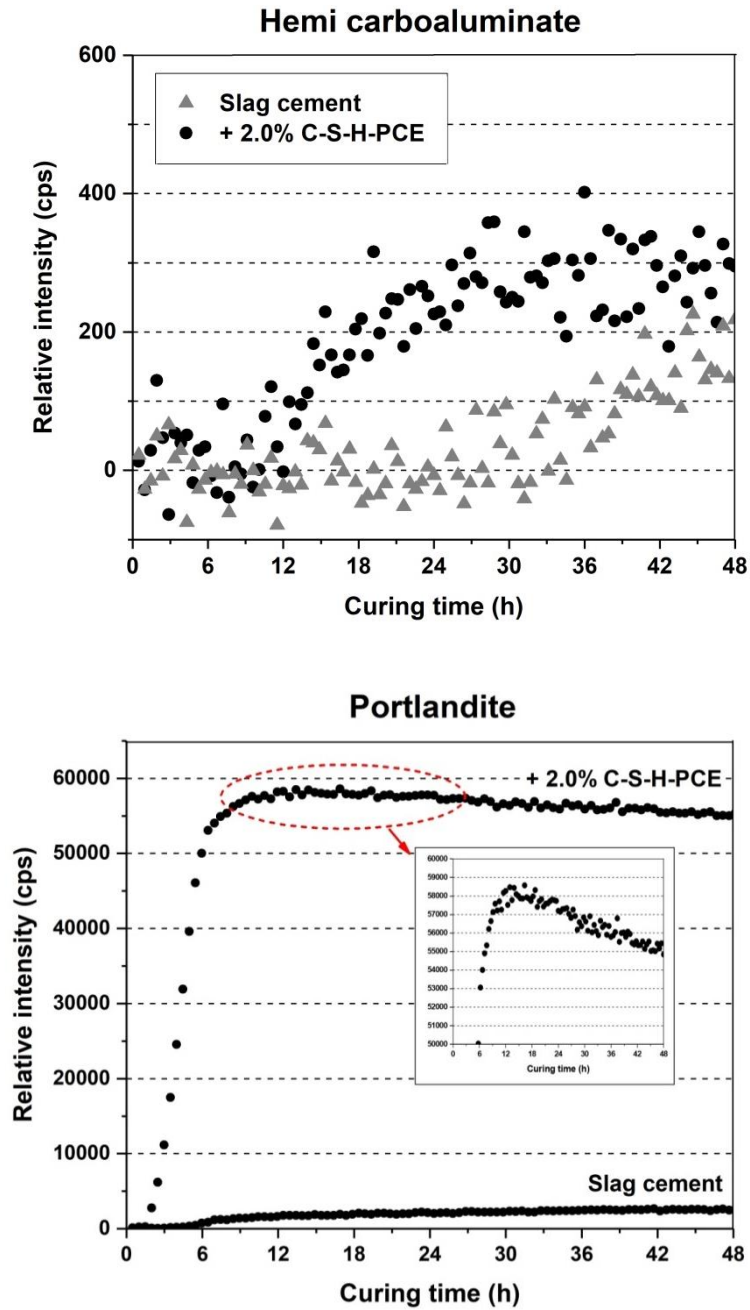 Hemi carboaluminate
600
400
200
0
Relative intensity (cps)
Slag cement
+ 2.0% C-S-H-PCE
0 6 12 18 24 30 36 42 48
Curing time (h)
Portlandite
60000
50000
40000
30000
20000
10000
0
Relative intensity (cps)
+ 2.0% C-S-H-PCE
60000
59000
58000
57000
56000
55000
54000
53000
52000
51000
50000
0 6 12 18 24 30 36 42 48
Curing time (h)
Slag cement
0 6 12 18 24 30 36 42 48
Curing time (h)